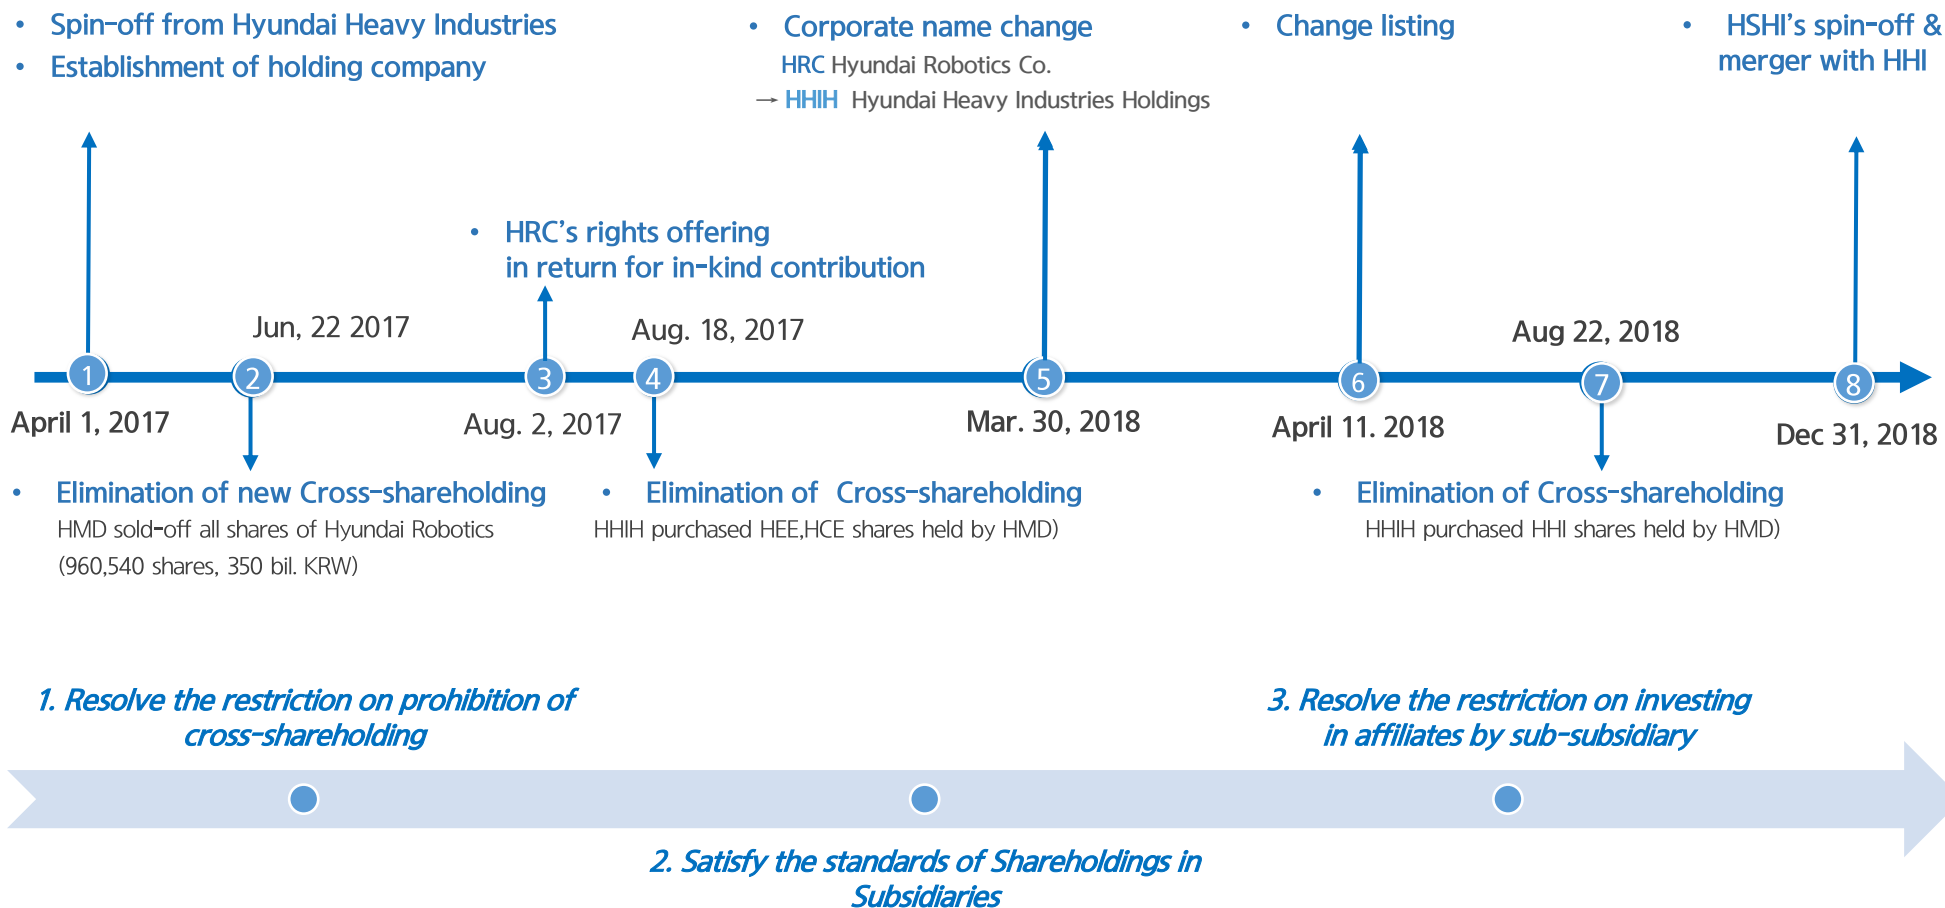 • Spin-off from Hyundai Heavy Industries
• Establishment of holding company
• Corporate name change
HRC Hyundai Robotics Co.
→ HHIH Hyundai Heavy Industries Holdings
• Change listing
• HSHI's spin-off &
merger with HHI
• HRC's rights offering
in return for in-kind contribution
Jun, 22 2017
Aug. 18, 2017
Aug 22, 2018
1
2
3
4
5
6
7
8
April 1, 2017
Aug. 2, 2017
Mar. 30, 2018
April 11. 2018
Dec 31, 2018
• Elimination of new Cross-shareholding
HMD sold-off all shares of Hyundai Robotics
(960,540 shares, 350 bil. KRW)
• Elimination of Cross-shareholding
HHIH purchased HEE,HCE shares held by HMD)
• Elimination of Cross-shareholding
HHIH purchased HHI shares held by HMD)
1. Resolve the restriction on prohibition of
cross-shareholding
3. Resolve the restriction on investing
in affiliates by sub-subsidiary
2. Satisfy the standards of Shareholdings in
Subsidiaries